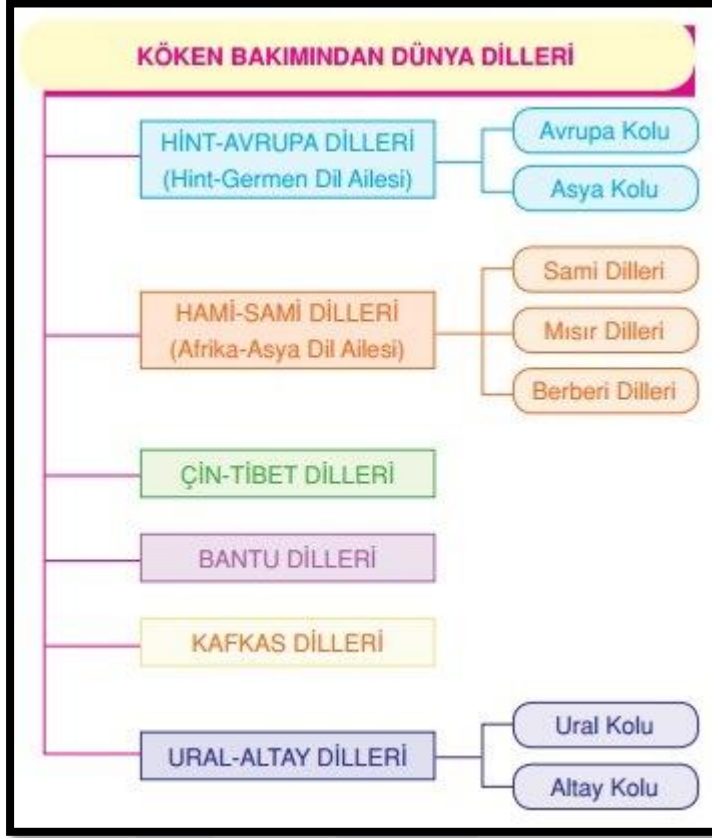 KÖKEN BAKIMINDAN DÜNYA DİLLERİ
HİNT-AVRUPA DİLLERİ
(Hint-Germen Dil Ailesi)
Avrupa Kolu
Asya Kolu
HAMİ-SAMİ DİLLERİ
(Afrika-Asya Dil Ailesi)
Sami Dilleri
Mısır Dilleri
Berberi Dilleri
ÇİN-TİBET DİLLERİ
BANTU DİLLERİ
KAFKAS DİLLERİ
URAL-ALTAY DİLLERİ
Ural Kolu
Altay Kolu